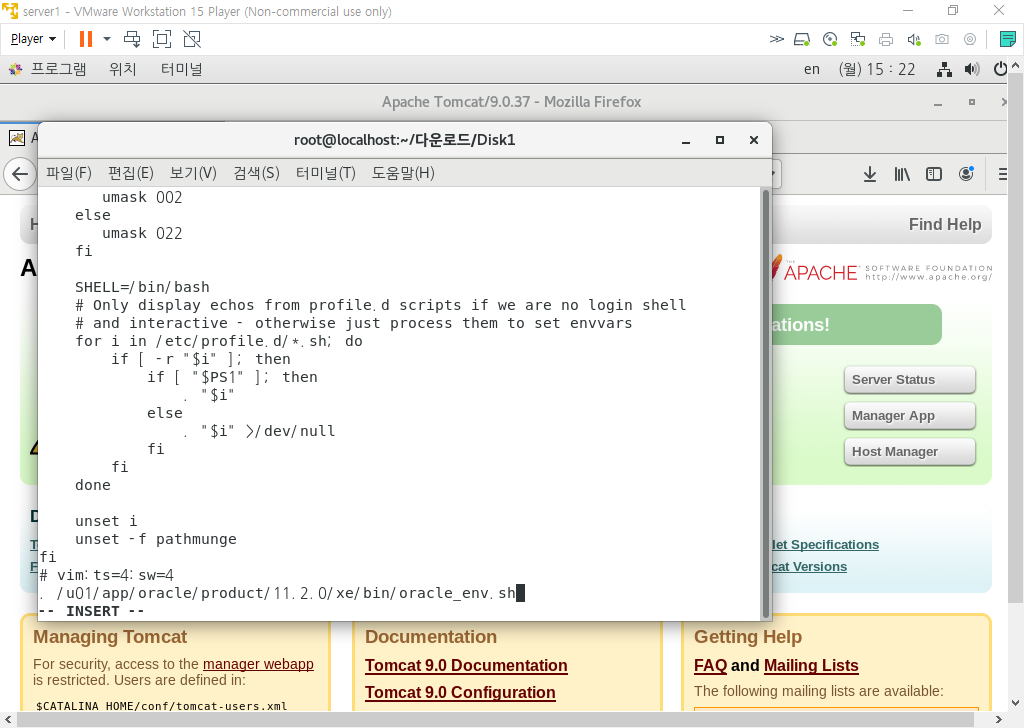 server1 - VMware Workstation 15 Player (Non-commercial use only)
Player
프로그램 위치 터미널 en (월) 15 : 22
Apache Tomcat/9.0.37 - Mozilla Firefox
root@localhost:~/다운로드/Disk1
파일(F) 편집(E) 보기(V) 검색(S) 터미널(T) 도움말(H)
umask 002
else
umask 022
fi
SHELL=/bin/bash
# Only display echos from profile.d scripts if we are no login shell
# and interactive - otherwise just process them to set envvars
for i in /etc/profile.d/*.sh; do
if [ -r "$i" ]; then
if [ "$PS1" ]; then
. "$i"
else
. "$i" >/dev/null
fi
fi
done
unset i
unset -f pathmunge
fi
# vim:ts=4:sw=4
. /u01/app/oracle/product/11.2.0/xe/bin/oracle_env.sh
-- INSERT --
Find Help
THE
APACHE SOFTWARE FOUNDATION
http://www.apache.org/
ations!
Server Status
Manager App
Host Manager
let Specifications
cat Versions
Managing Tomcat
For security, access to the manager webapp
is restricted. Users are defined in:
$CATALINA_HOME/conf/tomcat-users.xml
Documentation
Tomcat 9.0 Documentation
Tomcat 9.0 Configuration
Getting Help
FAQ and Mailing Lists
The following mailing lists are available: